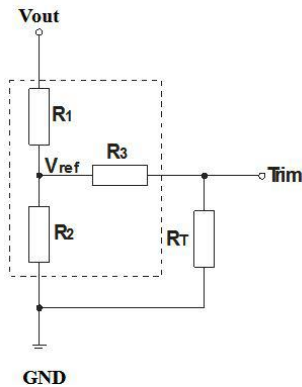 Vout
R1
Vref
R3
Trim
R2
RT
GND